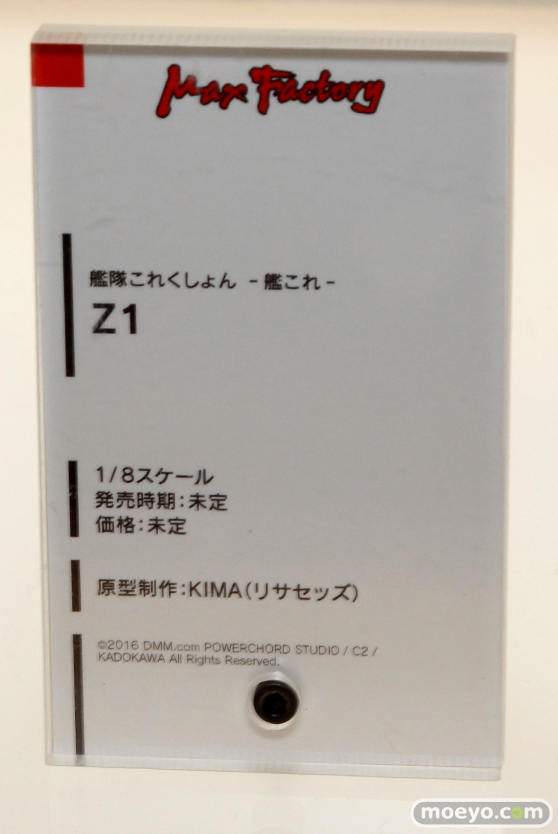 Max Factory
艦隊これくしょん -艦これ-
Z1
1/8スケール
発売時期：未定
価格：未定
原型制作：KIMA(リサセッズ)
©2016 DMM.com POWERCHORD STUDIO / C2 /
KADOKAWA All Rights Reserved.
moeyo.com